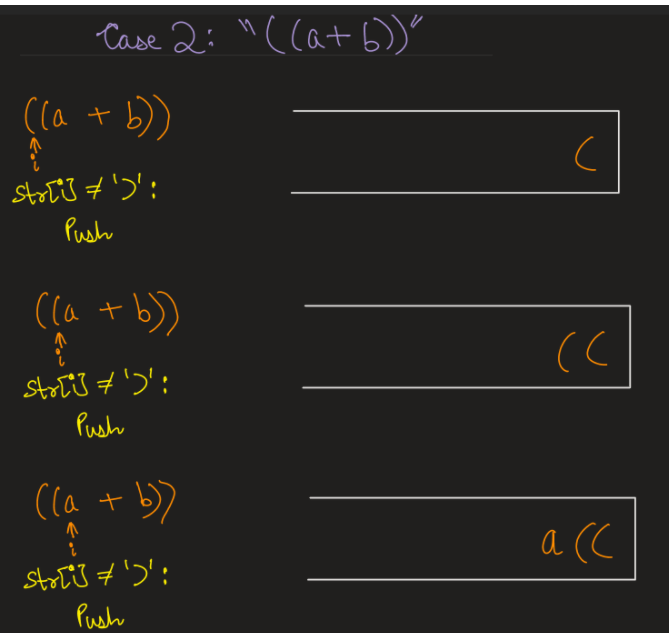 Case 2: "((a+b))"
((a + b))
(
i
str[i] ≠ ')':
Push
((a + b))
((
i
str[i] ≠ ')':
Push
((a + b))
a ((
i
str[i] ≠ ')':
Push